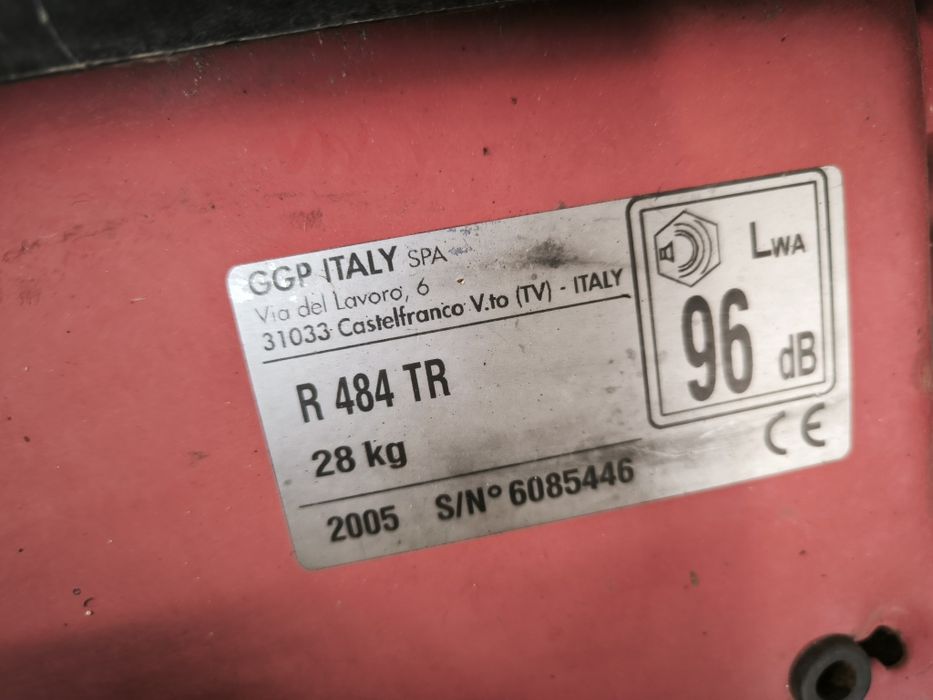 GGP ITALY SPA
Via del Lavoro, 6
31033 Castelfranco V.to (TV) - ITALY
R 484 TR
28 kg
2005 S/N° 6085446
LWA
96 dB
CE